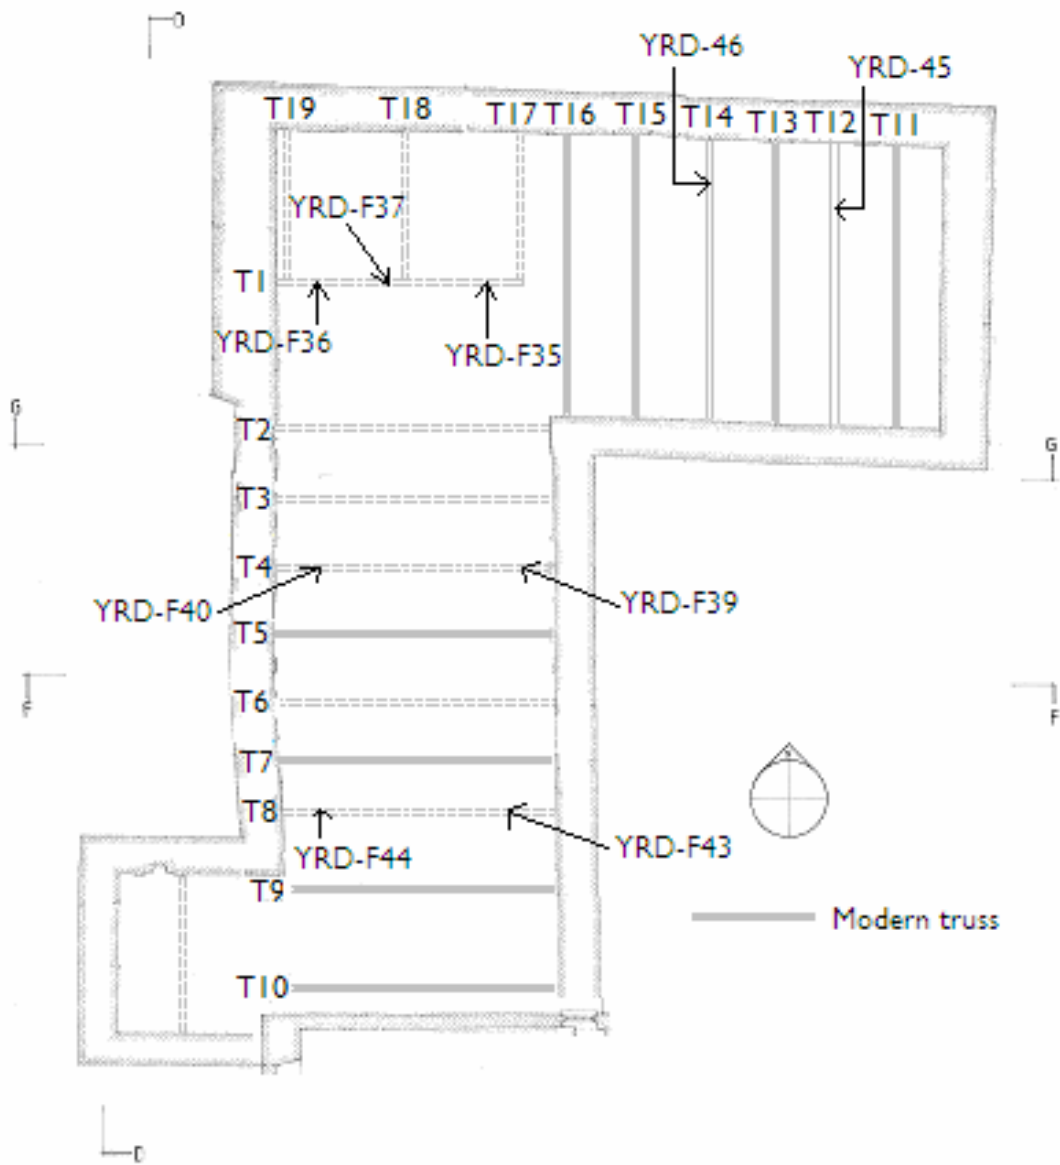 D
YRD-46
YRD-45
T19 T18 T17 T16 T15 T14 T13 T12 T11
YRD-F37
T1
YRD-F36
YRD-F35
G
T2
G
T3
T4
YRD-F40
YRD-F39
T5
F
T6
F
T7
T8
YRD-F44
YRD-F43
T9
Modern truss
T10
D